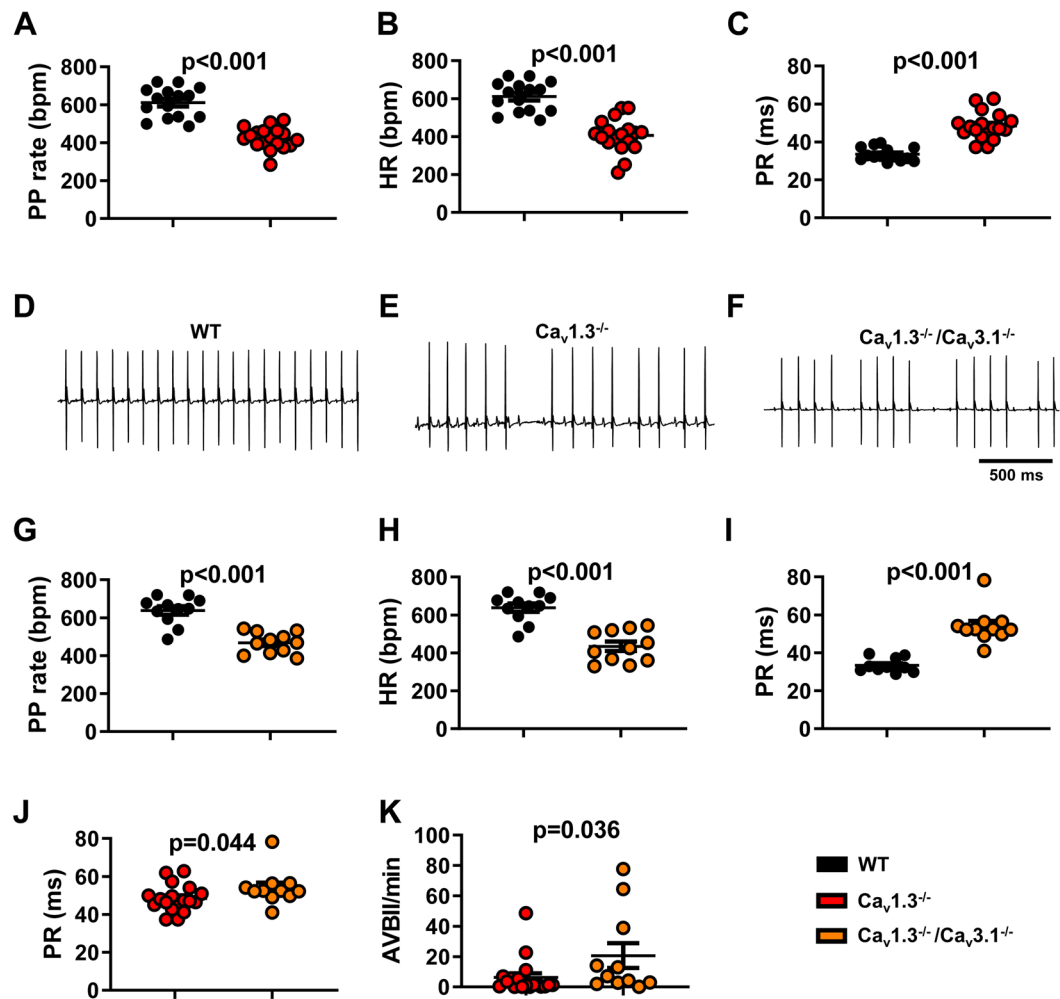 A
p<0.001
PP rate (bpm)
800
600
400
200
0
B
p<0.001
HR (bpm)
800
600
400
200
0
C
p<0.001
PR (ms)
80
60
40
20
0
D
WT
E
Caᵥ1.3⁻/⁻
F
Caᵥ1.3⁻/⁻/Caᵥ3.1⁻/⁻
500 ms
G
p<0.001
PP rate (bpm)
800
600
400
200
0
H
p<0.001
HR (bpm)
800
600
400
200
0
I
p<0.001
PR (ms)
80
60
40
20
0
J
p=0.044
PR (ms)
80
60
40
20
0
K
p=0.036
AVBII/min
100
80
60
40
20
0
WT
Caᵥ1.3⁻/⁻
Caᵥ1.3⁻/⁻/Caᵥ3.1⁻/⁻